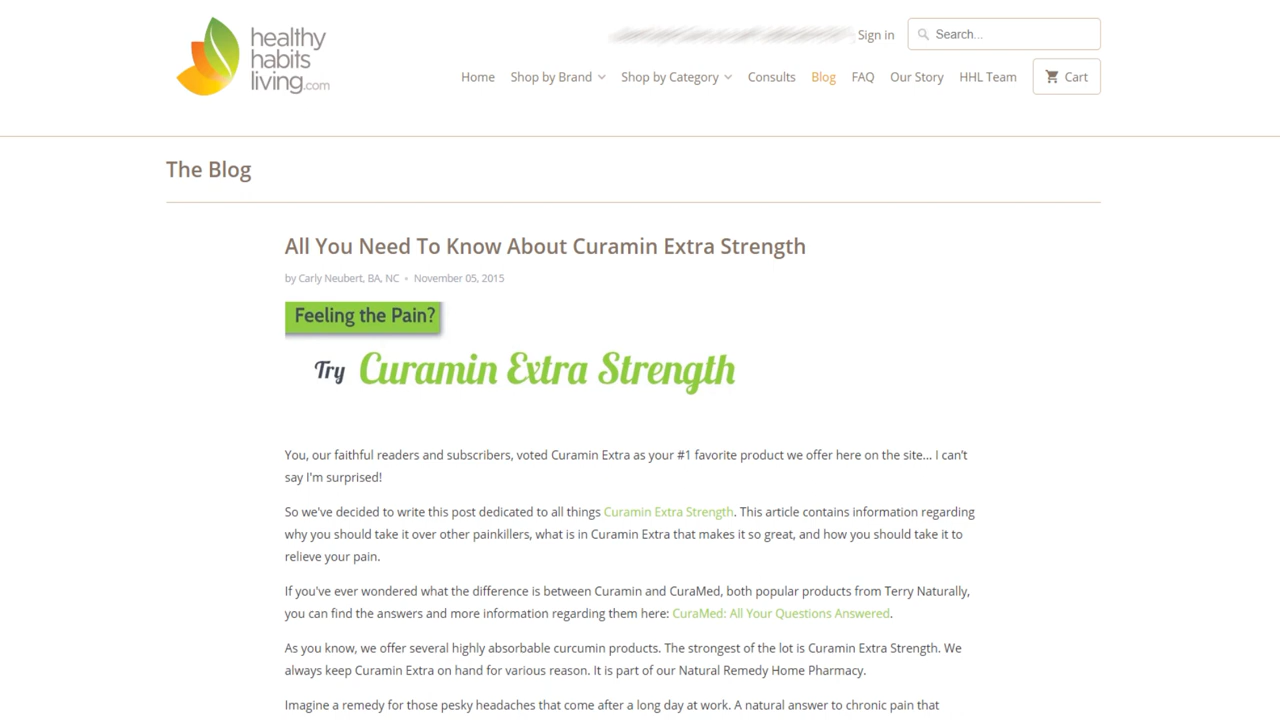 healthy
habits
living.com
Sign in
Search...
Home Shop by Brand Shop by Category Consults Blog FAQ Our Story HHL Team Cart
The Blog
All You Need To Know About Curamin Extra Strength
by Carly Neubert, BA, NC • November 05, 2015
Feeling the Pain?
Try Curamin Extra Strength
You, our faithful readers and subscribers, voted Curamin Extra as your #1 favorite product we offer here on the site... I can't
say I'm surprised!
So we've decided to write this post dedicated to all things Curamin Extra Strength. This article contains information regarding
why you should take it over other painkillers, what is in Curamin Extra that makes it so great, and how you should take it to
relieve your pain.
If you've ever wondered what the difference is between Curamin and CuraMed, both popular products from Terry Naturally,
you can find the answers and more information regarding them here: CuraMed: All Your Questions Answered.
As you know, we offer several highly absorbable curcumin products. The strongest of the lot is Curamin Extra Strength. We
always keep Curamin Extra on hand for various reason. It is part of our Natural Remedy Home Pharmacy.
Imagine a remedy for those pesky headaches that come after a long day at work. A natural answer to chronic pain that